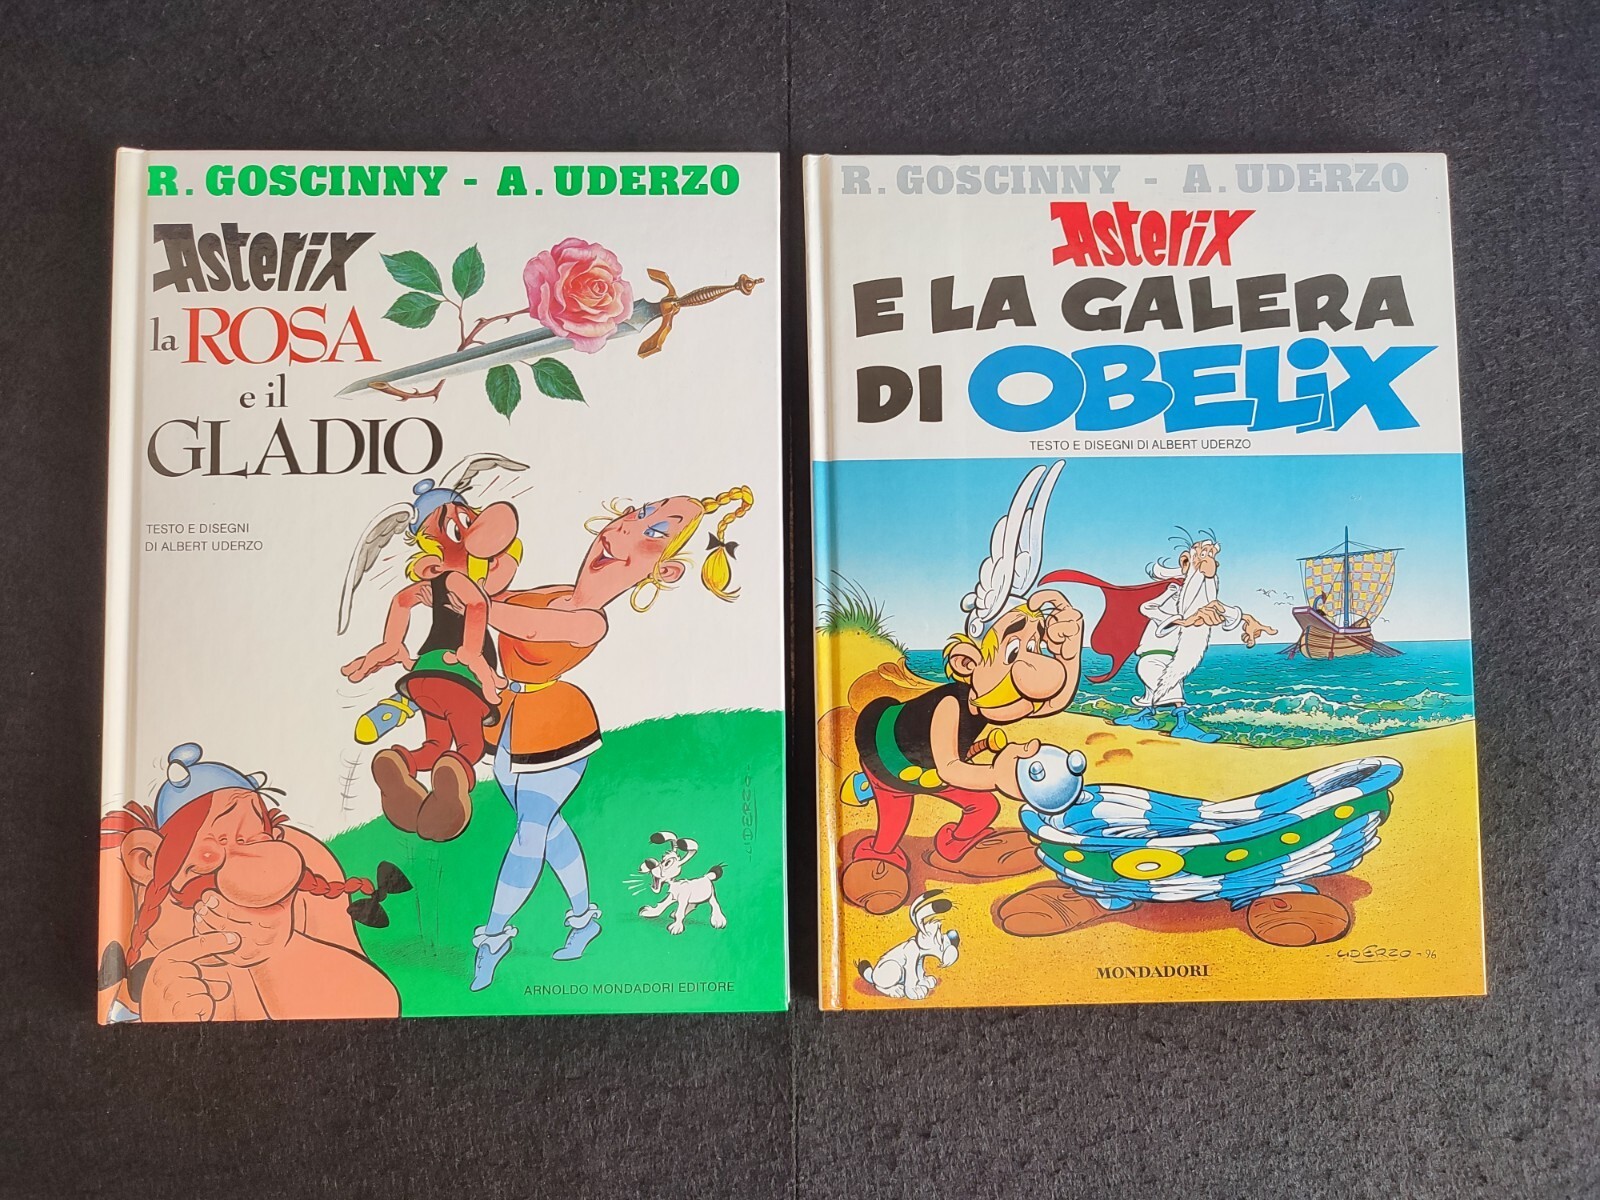 R. GOSCINNY - A. UDERZO
Asterix
la ROSA
e il
GLADIO
TESTO E DISEGNI
DI ALBERT UDERZO
UDERZO
ARNOLDO MONDADORI EDITORE
R. GOSCINNY - A. UDERZO
Asterix
E LA GALERA
DI OBELIX
TESTO E DISEGNI DI ALBERT UDERZO
- UDERZO - 96
MONDADORI